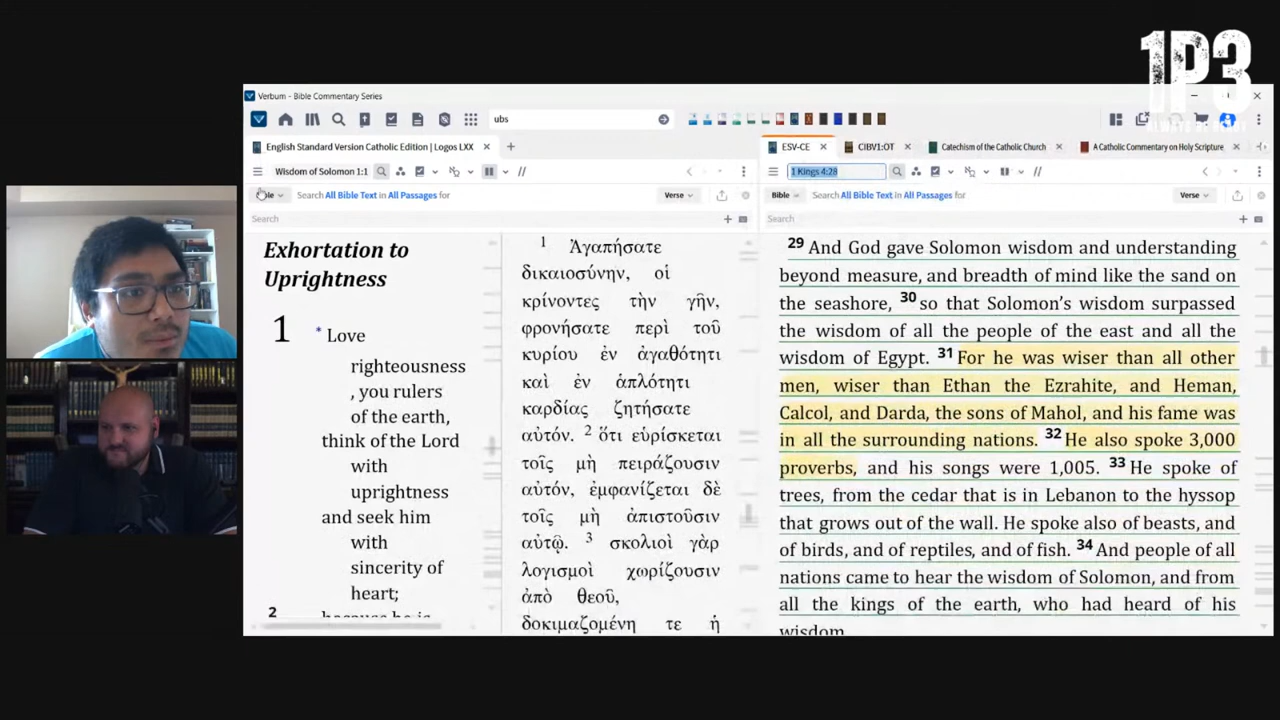 1P3
ALWAYS BE READY
Verbum - Bible Commentary Series
ubs
English Standard Version Catholic Edition | Logos LXX
ESV-CE
CIBV1:OT
Catechism of the Catholic Church
A Catholic Commentary on Holy Scripture
Wisdom of Solomon 1:1
1 Kings 4:28
Search All Bible Text in All Passages for
Verse
Bible
Search All Bible Text in All Passages for
Verse
Search
Search
Exhortation to
Uprightness
1 * Love
righteousness
, you rulers
of the earth,
think of the Lord
with
uprightness
and seek him
with
sincerity of
heart;
2 because he is
1 Ἀγαπήσατε
δικαιοσύνην, οἱ
κρίνοντες τὴν γῆν,
φρονήσατε περὶ τοῦ
κυρίου ἐν ἀγαθότητι
καὶ ἐν ἁπλότητι
καρδίας ζητήσατε
αὐτόν. 2 ὅτι εὑρίσκεται
τοῖς μὴ πειράζουσιν
αὐτόν, ἐμφανίζεται δὲ
τοῖς μὴ ἀπιστοῦσιν
αὐτῷ. 3 σκολιοὶ γὰρ
λογισμοὶ χωρίζουσιν
ἀπὸ θεοῦ,
δοκιμαζομένη τε ἡ
29 And God gave Solomon wisdom and understanding
beyond measure, and breadth of mind like the sand on
the seashore, 30 so that Solomon's wisdom surpassed
the wisdom of all the people of the east and all the
wisdom of Egypt. 31 For he was wiser than all other
men, wiser than Ethan the Ezrahite, and Heman,
Calcol, and Darda, the sons of Mahol, and his fame was
in all the surrounding nations. 32 He also spoke 3,000
proverbs, and his songs were 1,005. 33 He spoke of
trees, from the cedar that is in Lebanon to the hyssop
that grows out of the wall. He spoke also of beasts, and
of birds, and of reptiles, and of fish. 34 And people of all
nations came to hear the wisdom of Solomon, and from
all the kings of the earth, who had heard of his
wisdom